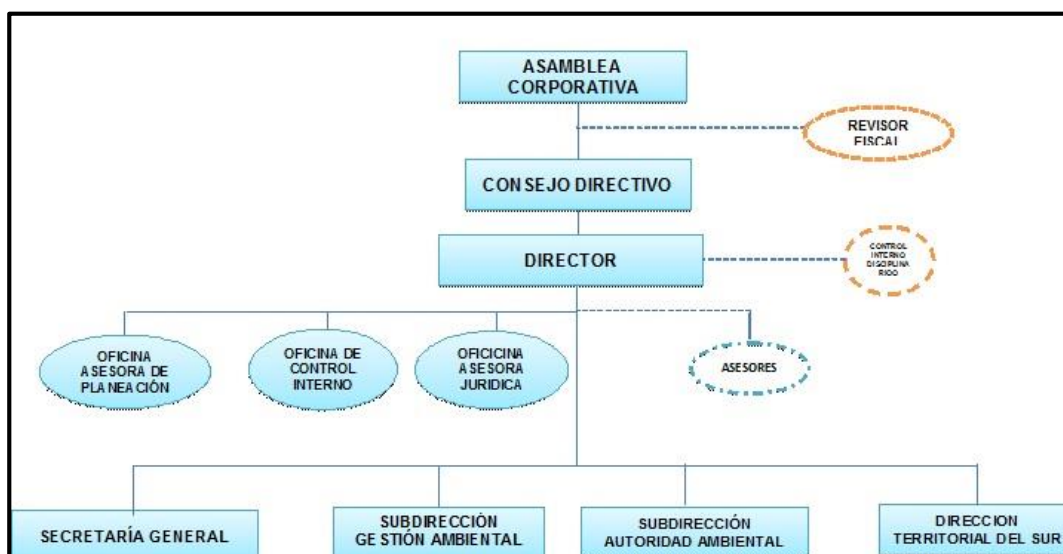 ASAMBLEA
CORPORATIVA
REVISOR
FISCAL
CONSEJO DIRECTIVO
DIRECTOR
CONTROL
INTERNO
DISCIPLINA
RIOO
OFICINA
ASESORA DE
PLANEACIÓN
OFICINA DE
CONTROL
INTERNO
OFICICINA
ASESORA
JURIDICA
ASESORES
SECRETARÍA GENERAL
SUBDIRECCIÓN
GESTIÓN AMBIENTAL
SUBDIRECCIÓN
AUTORIDAD AMBIENTAL
DIRECCION
TERRITORIAL DEL SUR